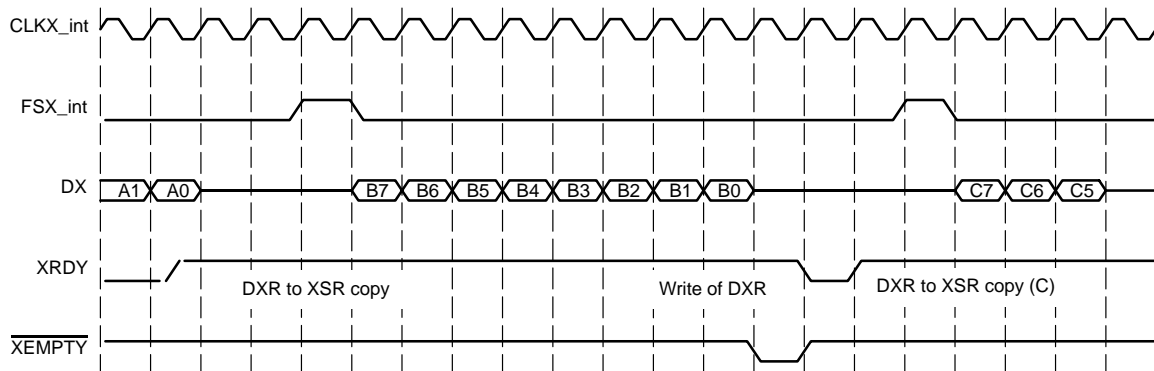 CLKX_int
FSX_int
DX A1 A0 B7 B6 B5 B4 B3 B2 B1 B0 C7 C6 C5
XRDY
DXR to XSR copy Write of DXR DXR to XSR copy (C)
XEMPTY